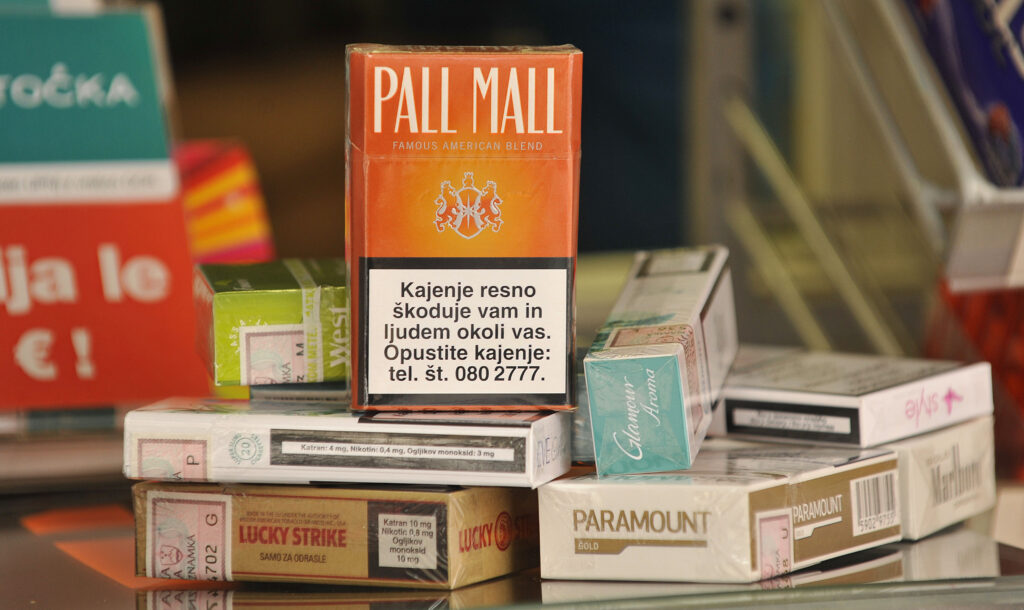 TOČKA
ija le
€ !
PALL MALL
FAMOUS AMERICAN BLEND
Kajenje resno
škoduje vam in
ljudem okoli vas.
Opustite kajenje:
tel. št. 080 2777.
West
M
Glamour
Aroma
style
P
20
Katran: 4 mg, Nikotin: 0,4 mg, Ogljikov monoksid: 3 mg
G
4702
LUCKY STRIKE
SAMO ZA ODRASLE
Katran 10 mg
Nikotin: 0,8 mg
Ogljikov
monoksid
10 mg
LUCKY
PARAMOUNT
GOLD
U
PARAMOUNT
Marlboro